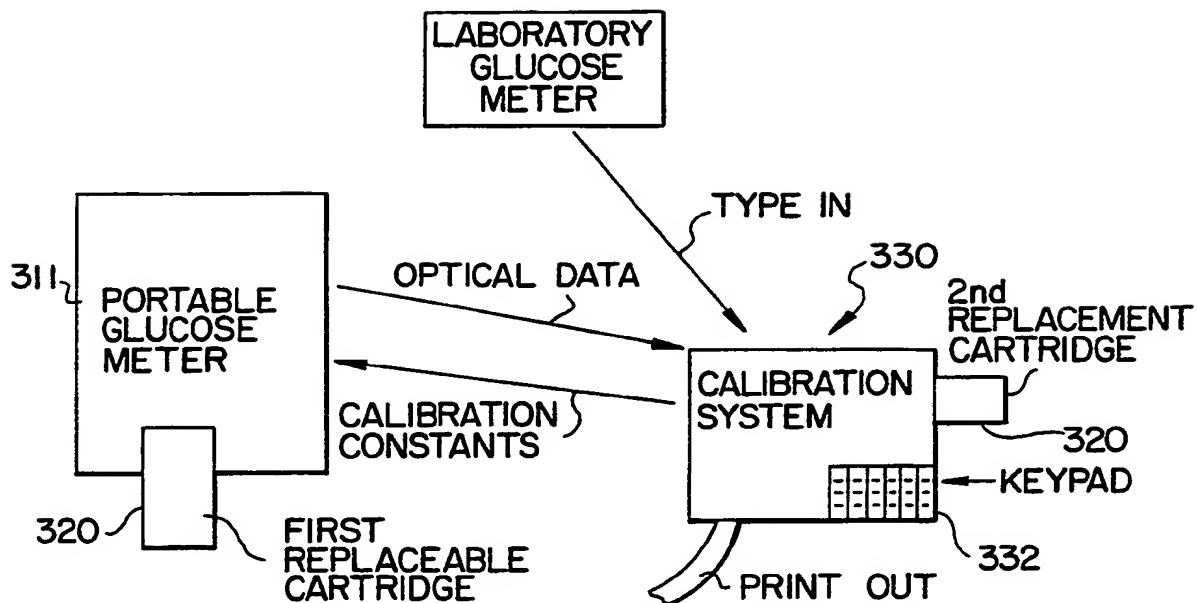 LABORATORY
GLUCOSE
METER
TYPE IN
330
2nd
REPLACEMENT
CARTRIDGE
311
PORTABLE
GLUCOSE
METER
OPTICAL DATA
CALIBRATION
CONSTANTS
CALIBRATION
SYSTEM
320
KEYPAD
332
320
FIRST
REPLACEABLE
CARTRIDGE
PRINT OUT